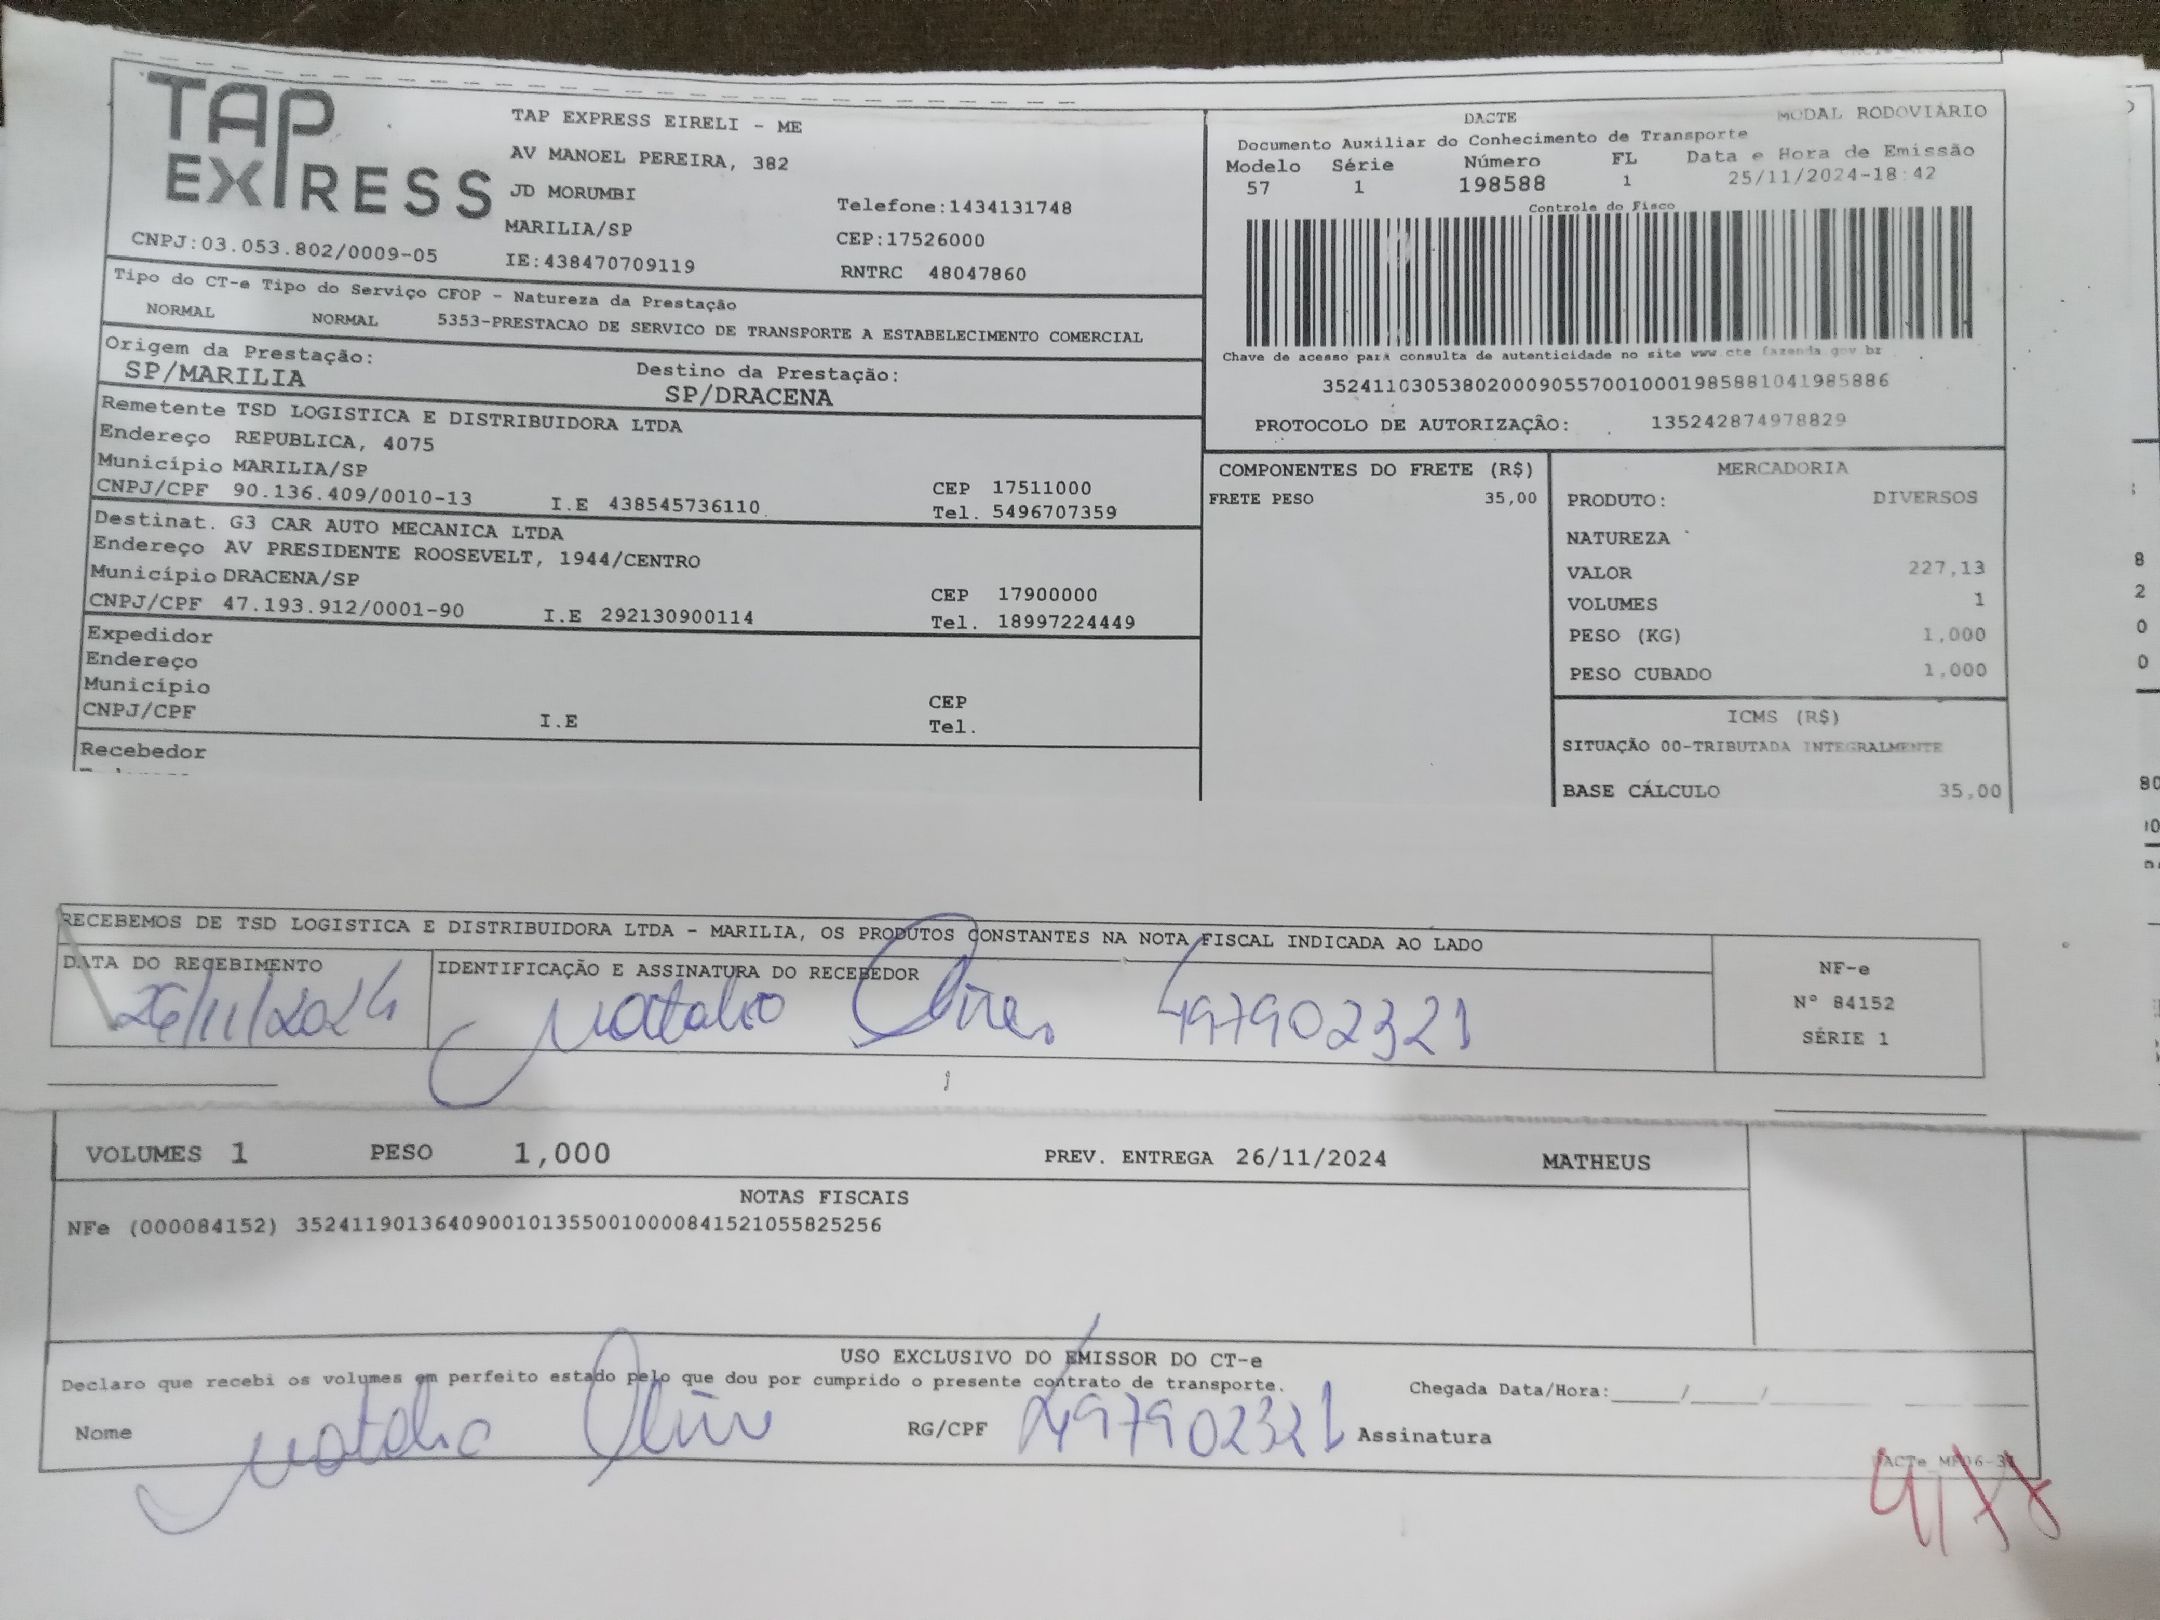 TAP EXPRESS
TAP EXPRESS EIRELI - ME
AV MANOEL PEREIRA, 382
JD MORUMBI
MARILIA/SP
IE:438470709119
Telefone:1434131748
CEP:17526000
RNTRC 48047860
CNPJ:03.053.802/0009-05
DACTE MODAL RODOVIÁRIO
Documento Auxiliar do Conhecimento de Transporte
Modelo Série Número FL Data e Hora de Emissão
57 1 198588 1 25/11/2024-18:42
Controle do Fisco
Chave de acesso para consulta de autenticidade no site www.cte.fazenda.gov.br
35241103053802000905570010001985881041985886
PROTOCOLO DE AUTORIZAÇÃO: 135242874978829
Tipo do CT-e Tipo do Serviço CFOP - Natureza da Prestação
NORMAL NORMAL 5353-PRESTACAO DE SERVICO DE TRANSPORTE A ESTABELECIMENTO COMERCIAL
Origem da Prestação: Destino da Prestação:
SP/MARILIA SP/DRACENA
Remetente TSD LOGISTICA E DISTRIBUIDORA LTDA
Endereço REPUBLICA, 4075
Município MARILIA/SP CEP 17511000
CNPJ/CPF 90.136.409/0010-13 I.E 438545736110 Tel. 5496707359
Destinat. G3 CAR AUTO MECANICA LTDA
Endereço AV PRESIDENTE ROOSEVELT, 1944/CENTRO
Município DRACENA/SP CEP 17900000
CNPJ/CPF 47.193.912/0001-90 I.E 292130900114 Tel. 18997224449
Expedidor
Endereço
Município CEP
CNPJ/CPF I.E Tel.
Recebedor
COMPONENTES DO FRETE (R$)
FRETE PESO 35,00
MERCADORIA
PRODUTO: DIVERSOS
NATUREZA
VALOR 227,13
VOLUMES 1
PESO (KG) 1,000
PESO CUBADO 1,000
ICMS (R$)
SITUAÇÃO 00-TRIBUTADA INTEGRALMENTE
BASE CÁLCULO 35,00
RECEBEMOS DE TSD LOGISTICA E DISTRIBUIDORA LTDA - MARILIA, OS PRODUTOS CONSTANTES NA NOTA FISCAL INDICADA AO LADO
DATA DO RECEBIMENTO IDENTIFICAÇÃO E ASSINATURA DO RECEBEDOR
26/11/2024 497902321
NF-e
Nº 84152
SÉRIE 1
VOLUMES 1 PESO 1,000 PREV. ENTREGA 26/11/2024 MATHEUS
NOTAS FISCAIS
NFe (000084152) 35241190136409001013550010000841521055825256
USO EXCLUSIVO DO EMISSOR DO CT-e
Declaro que recebi os volumes em perfeito estado pelo que dou por cumprido o presente contrato de transporte. Chegada Data/Hora:____/____/____
Nome RG/CPF 497902321 Assinatura